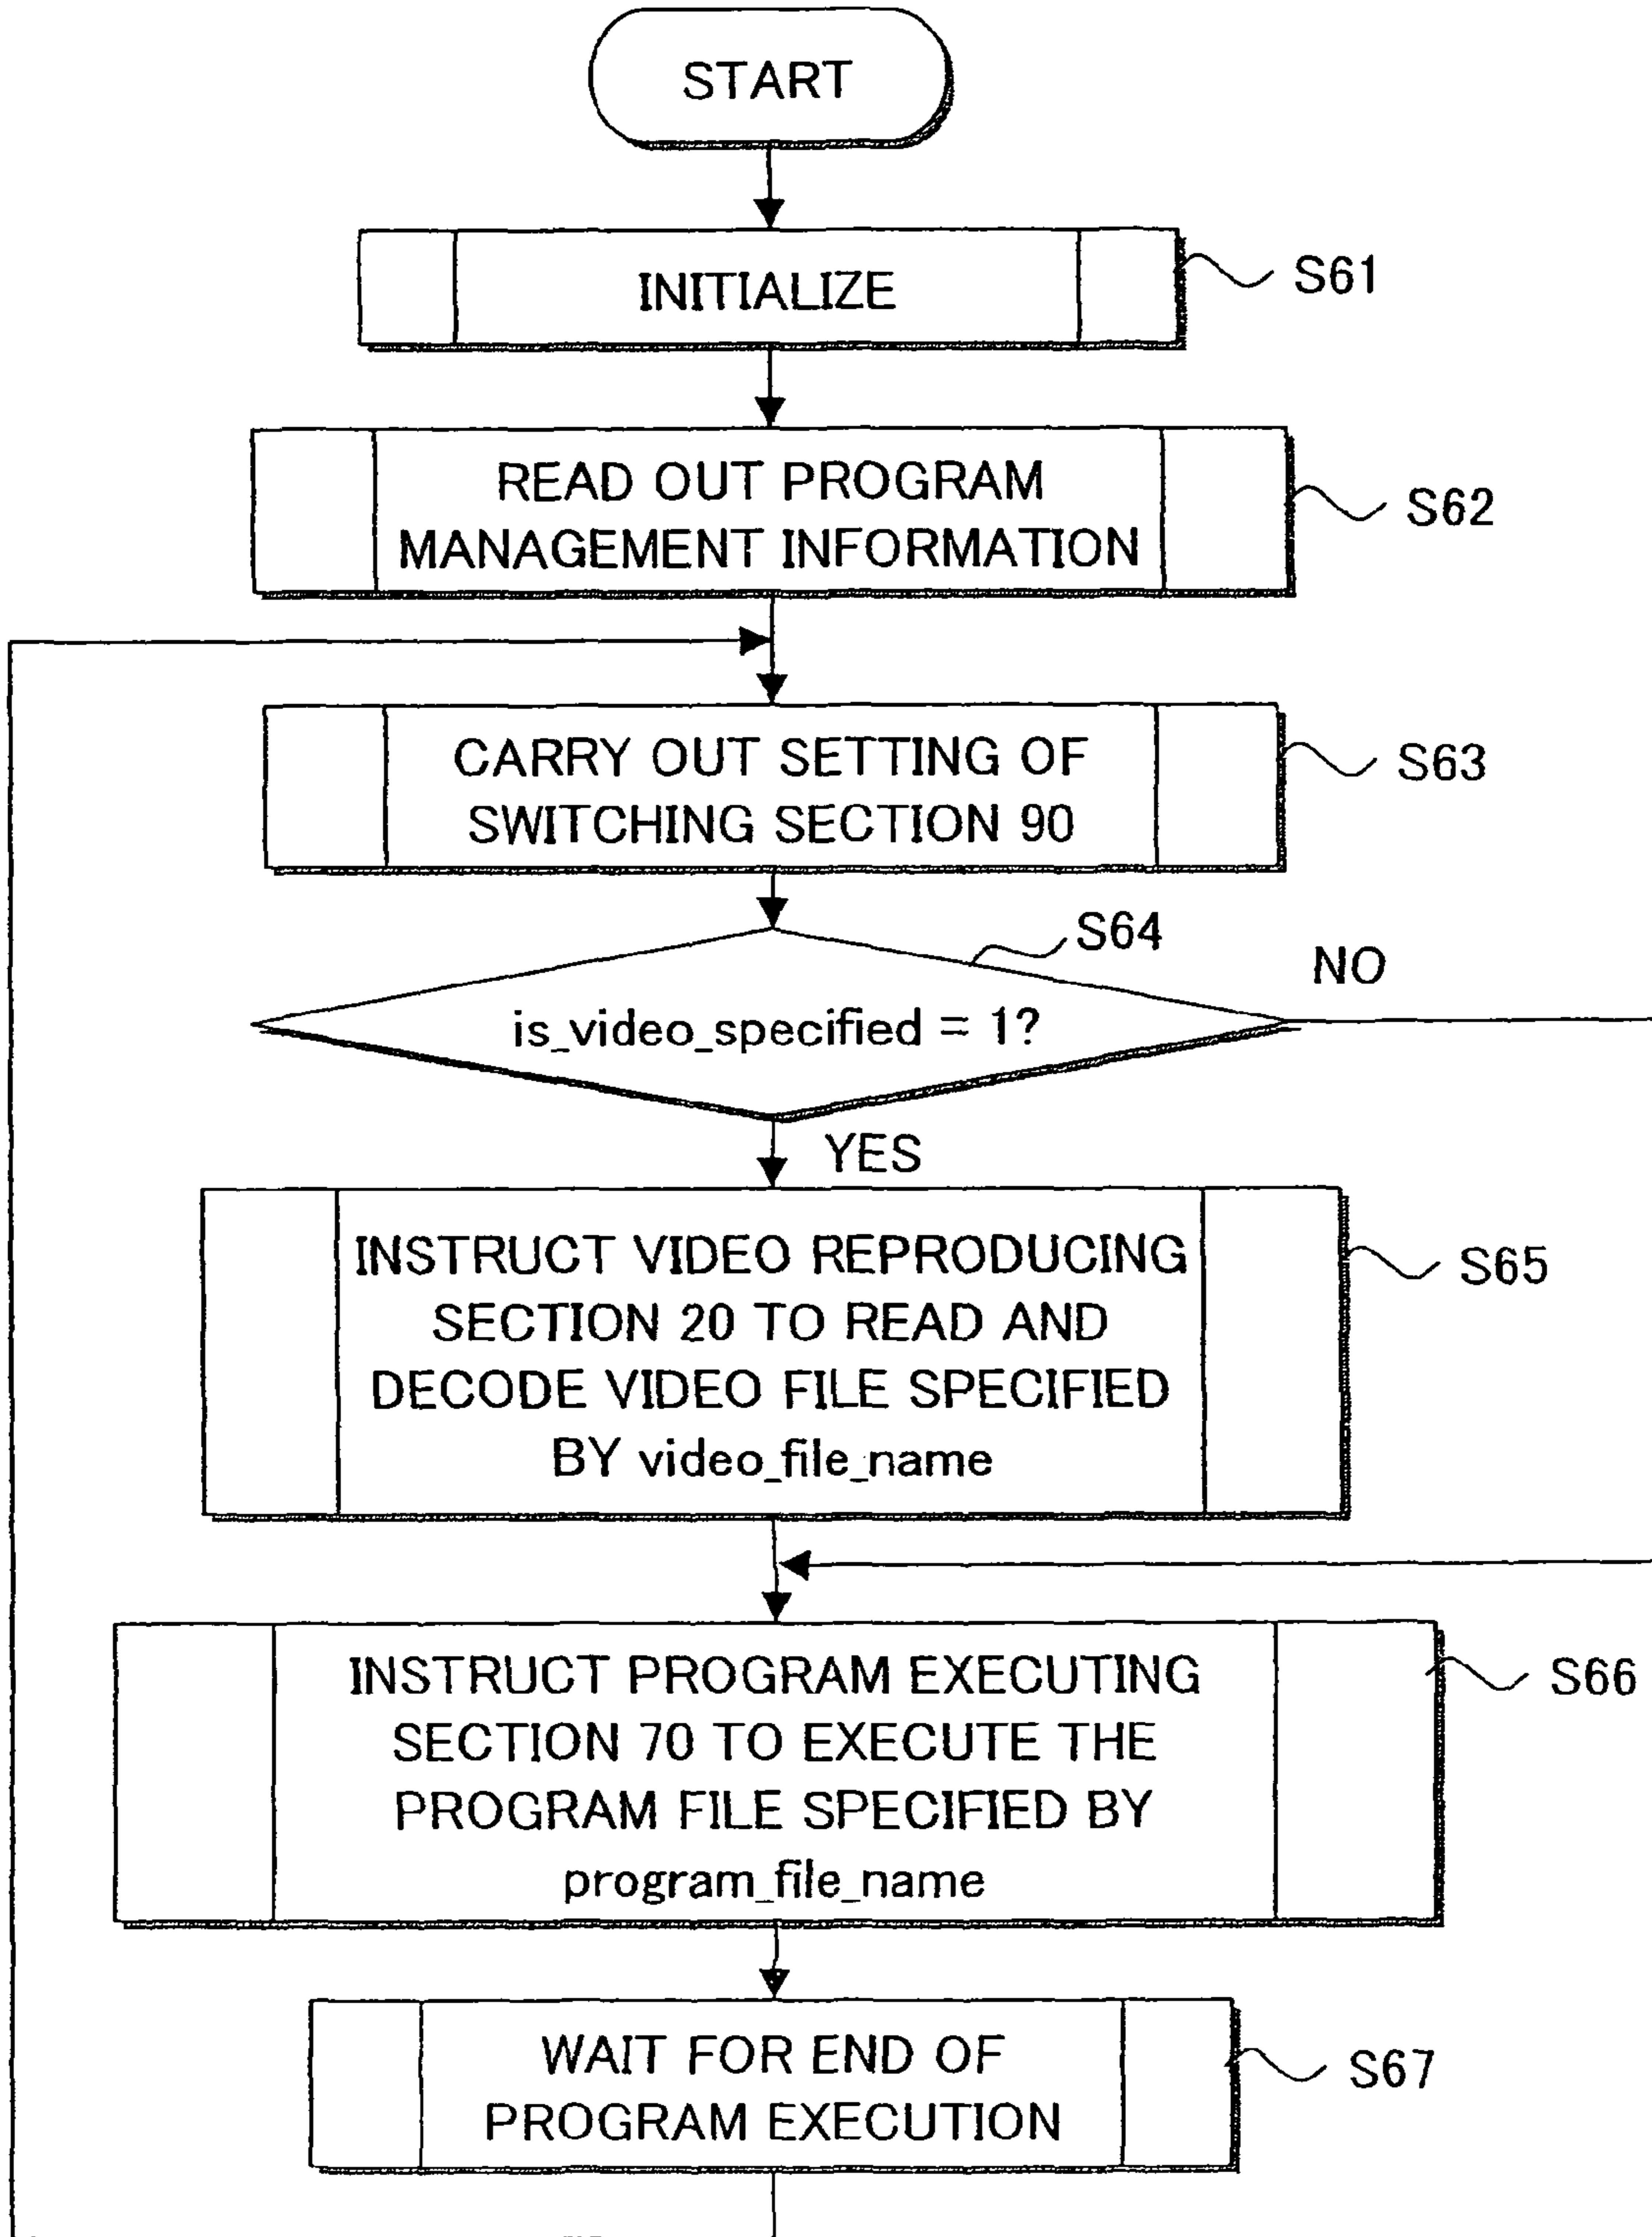 START
INITIALIZE
S61
READ OUT PROGRAM
MANAGEMENT INFORMATION
S62
CARRY OUT SETTING OF
SWITCHING SECTION 90
S63
S64
NO
is_video_specified = 1?
YES
INSTRUCT VIDEO REPRODUCING
SECTION 20 TO READ AND
DECODE VIDEO FILE SPECIFIED
BY video_file_name
S65
INSTRUCT PROGRAM EXECUTING
SECTION 70 TO EXECUTE THE
PROGRAM FILE SPECIFIED BY
program_file_name
S66
WAIT FOR END OF
PROGRAM EXECUTION
S67